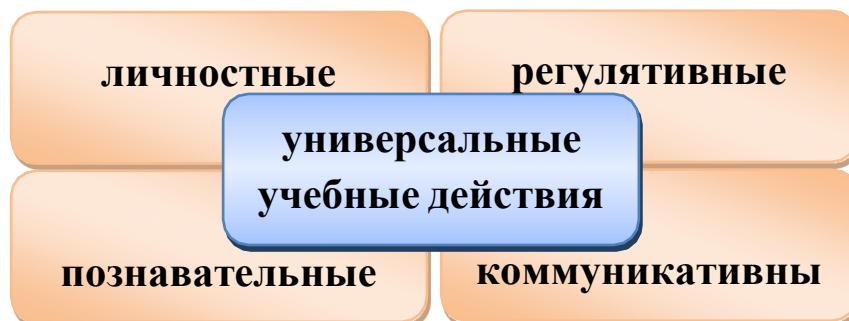 личностные
регулятивные
универсальные
учебные действия
познавательные
коммуникативны